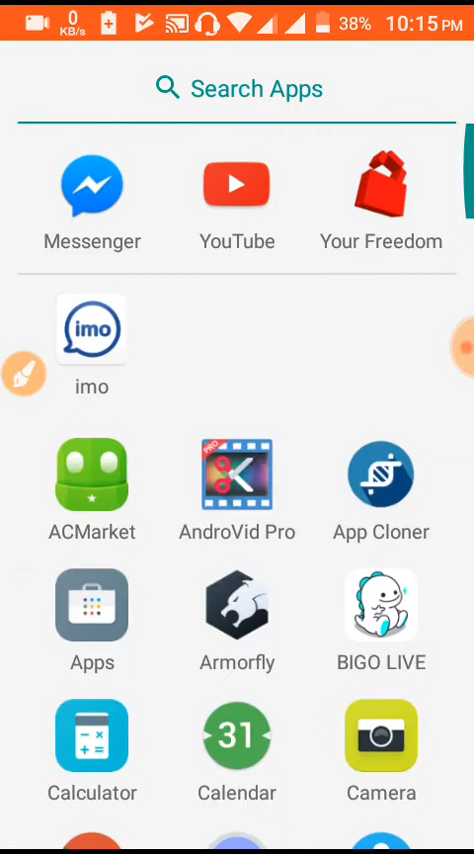 0 KB/s 38% 10:15 PM
Search Apps
Messenger YouTube Your Freedom
imo
imo
PRO
ACMarket AndroVid Pro App Cloner
Apps Armorfly BIGO LIVE
31
Calculator Calendar Camera